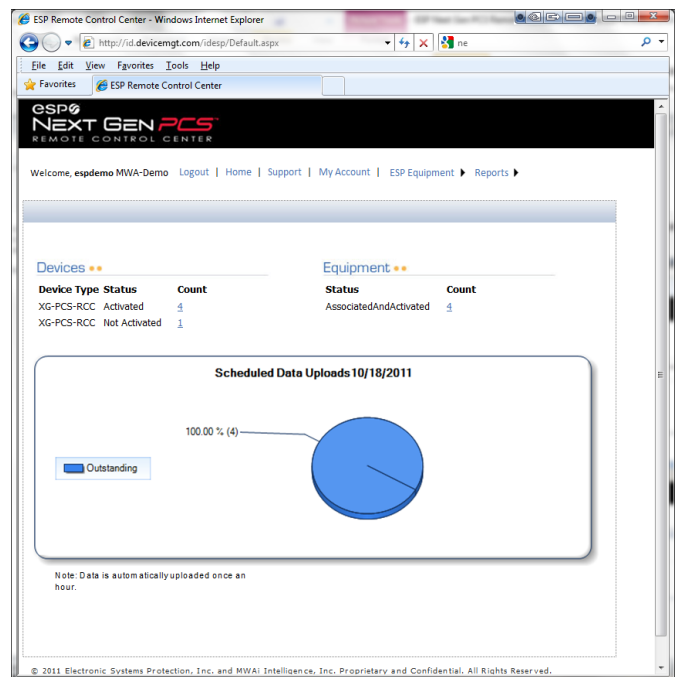 ESP Remote Control Center - Windows Internet Explorer
http://id.devicemgt.com/idesp/Default.aspx
ne
File Edit View Favorites Tools Help
Favorites ESP Remote Control Center
esp
NEXT GEN PCS
REMOTE CONTROL CENTER
Welcome, espdemo MWA-Demo Logout | Home | Support | My Account | ESP Equipment Reports
Devices Equipment
Device Type Status Count Status Count
XG-PCS-RCC Activated 4 AssociatedAndActivated 4
XG-PCS-RCC Not Activated 1
Scheduled Data Uploads 10/18/2011
100.00 % (4)
Outstanding
Note: Data is automatically uploaded once an
hour.
© 2011 Electronic Systems Protection, Inc. and MWAi Intelligence, Inc. Proprietary and Confidential. All Rights Reserved.